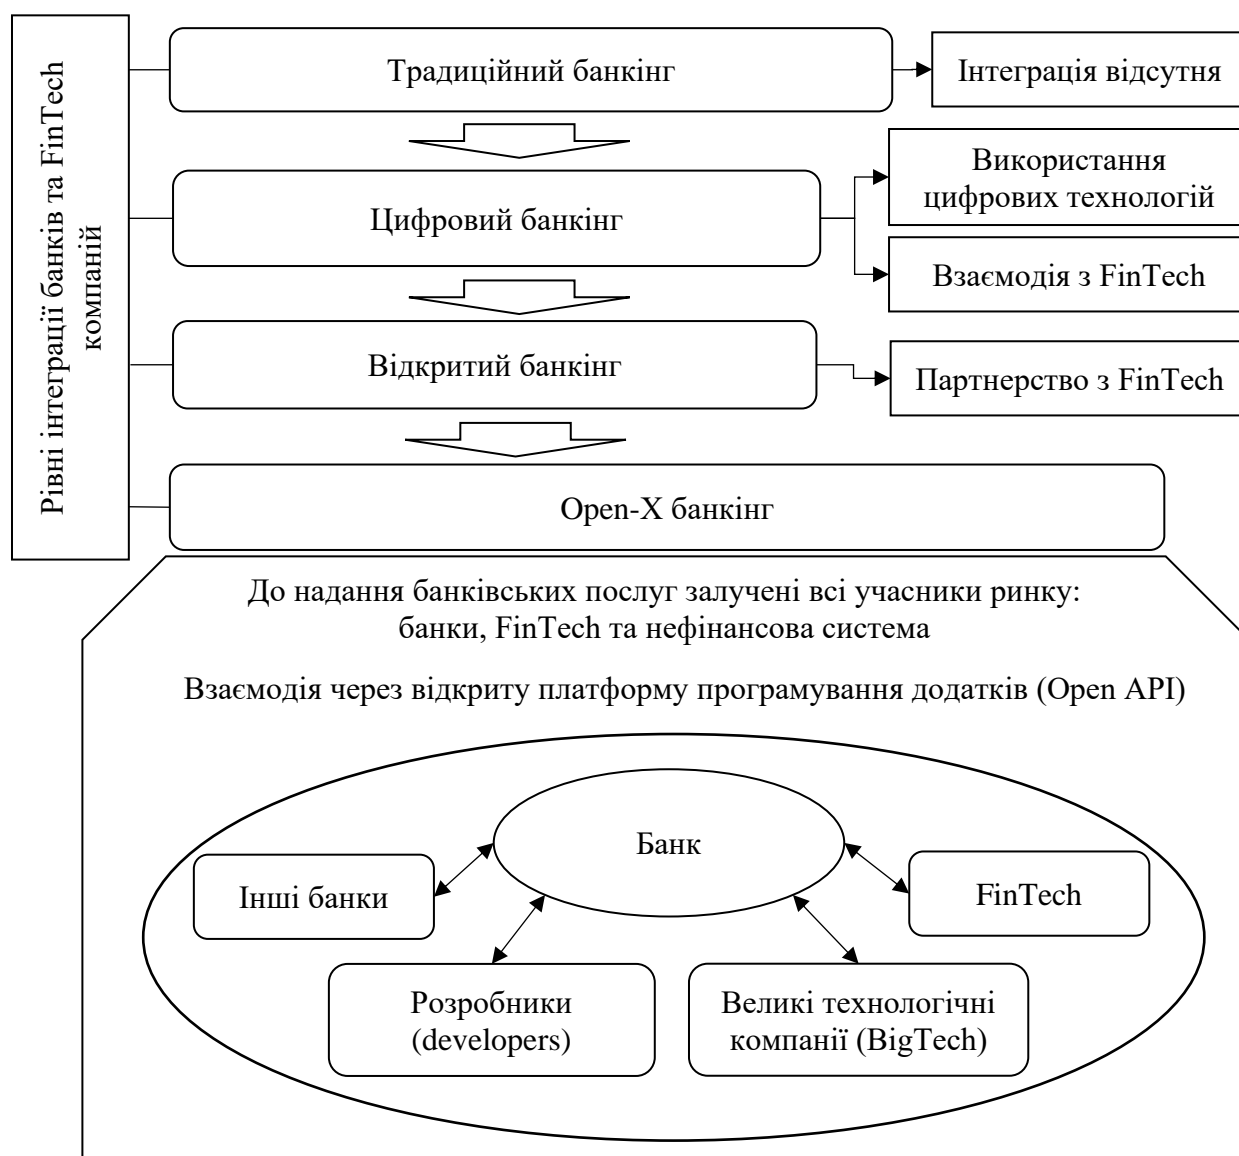 Рівні інтеграції банків та FinTech
компаній
Традиційний банкінг
Інтеграція відсутня
Цифровий банкінг
Використання
цифрових технологій
Взаємодія з FinTech
Відкритий банкінг
Партнерство з FinTech
Open-X банкінг
До надання банківських послуг залучені всі учасники ринку:
банки, FinTech та нефінансова система
Взаємодія через відкриту платформу програмування додатків (Open API)
Банк
Інші банки
FinTech
Розробники
(developers)
Великі технологічні
компанії (BigTech)